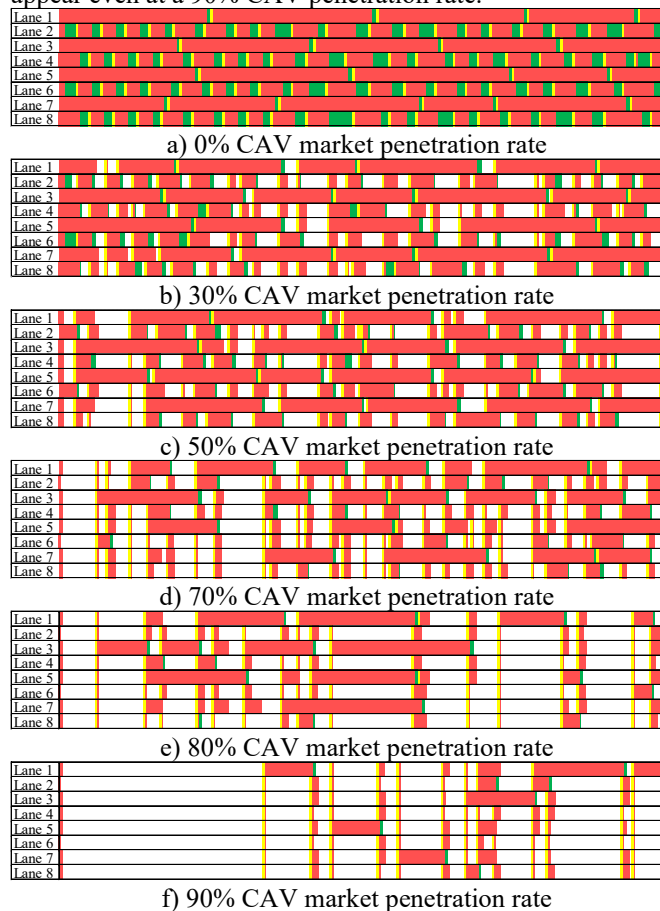 appear even at a 90% CAV penetration rate.
Lane 1
Lane 2
Lane 3
Lane 4
Lane 5
Lane 6
Lane 7
Lane 8
a) 0% CAV market penetration rate
Lane 1
Lane 2
Lane 3
Lane 4
Lane 5
Lane 6
Lane 7
Lane 8
b) 30% CAV market penetration rate
Lane 1
Lane 2
Lane 3
Lane 4
Lane 5
Lane 6
Lane 7
Lane 8
c) 50% CAV market penetration rate
Lane 1
Lane 2
Lane 3
Lane 4
Lane 5
Lane 6
Lane 7
Lane 8
d) 70% CAV market penetration rate
Lane 1
Lane 2
Lane 3
Lane 4
Lane 5
Lane 6
Lane 7
Lane 8
e) 80% CAV market penetration rate
Lane 1
Lane 2
Lane 3
Lane 4
Lane 5
Lane 6
Lane 7
Lane 8
f) 90% CAV market penetration rate